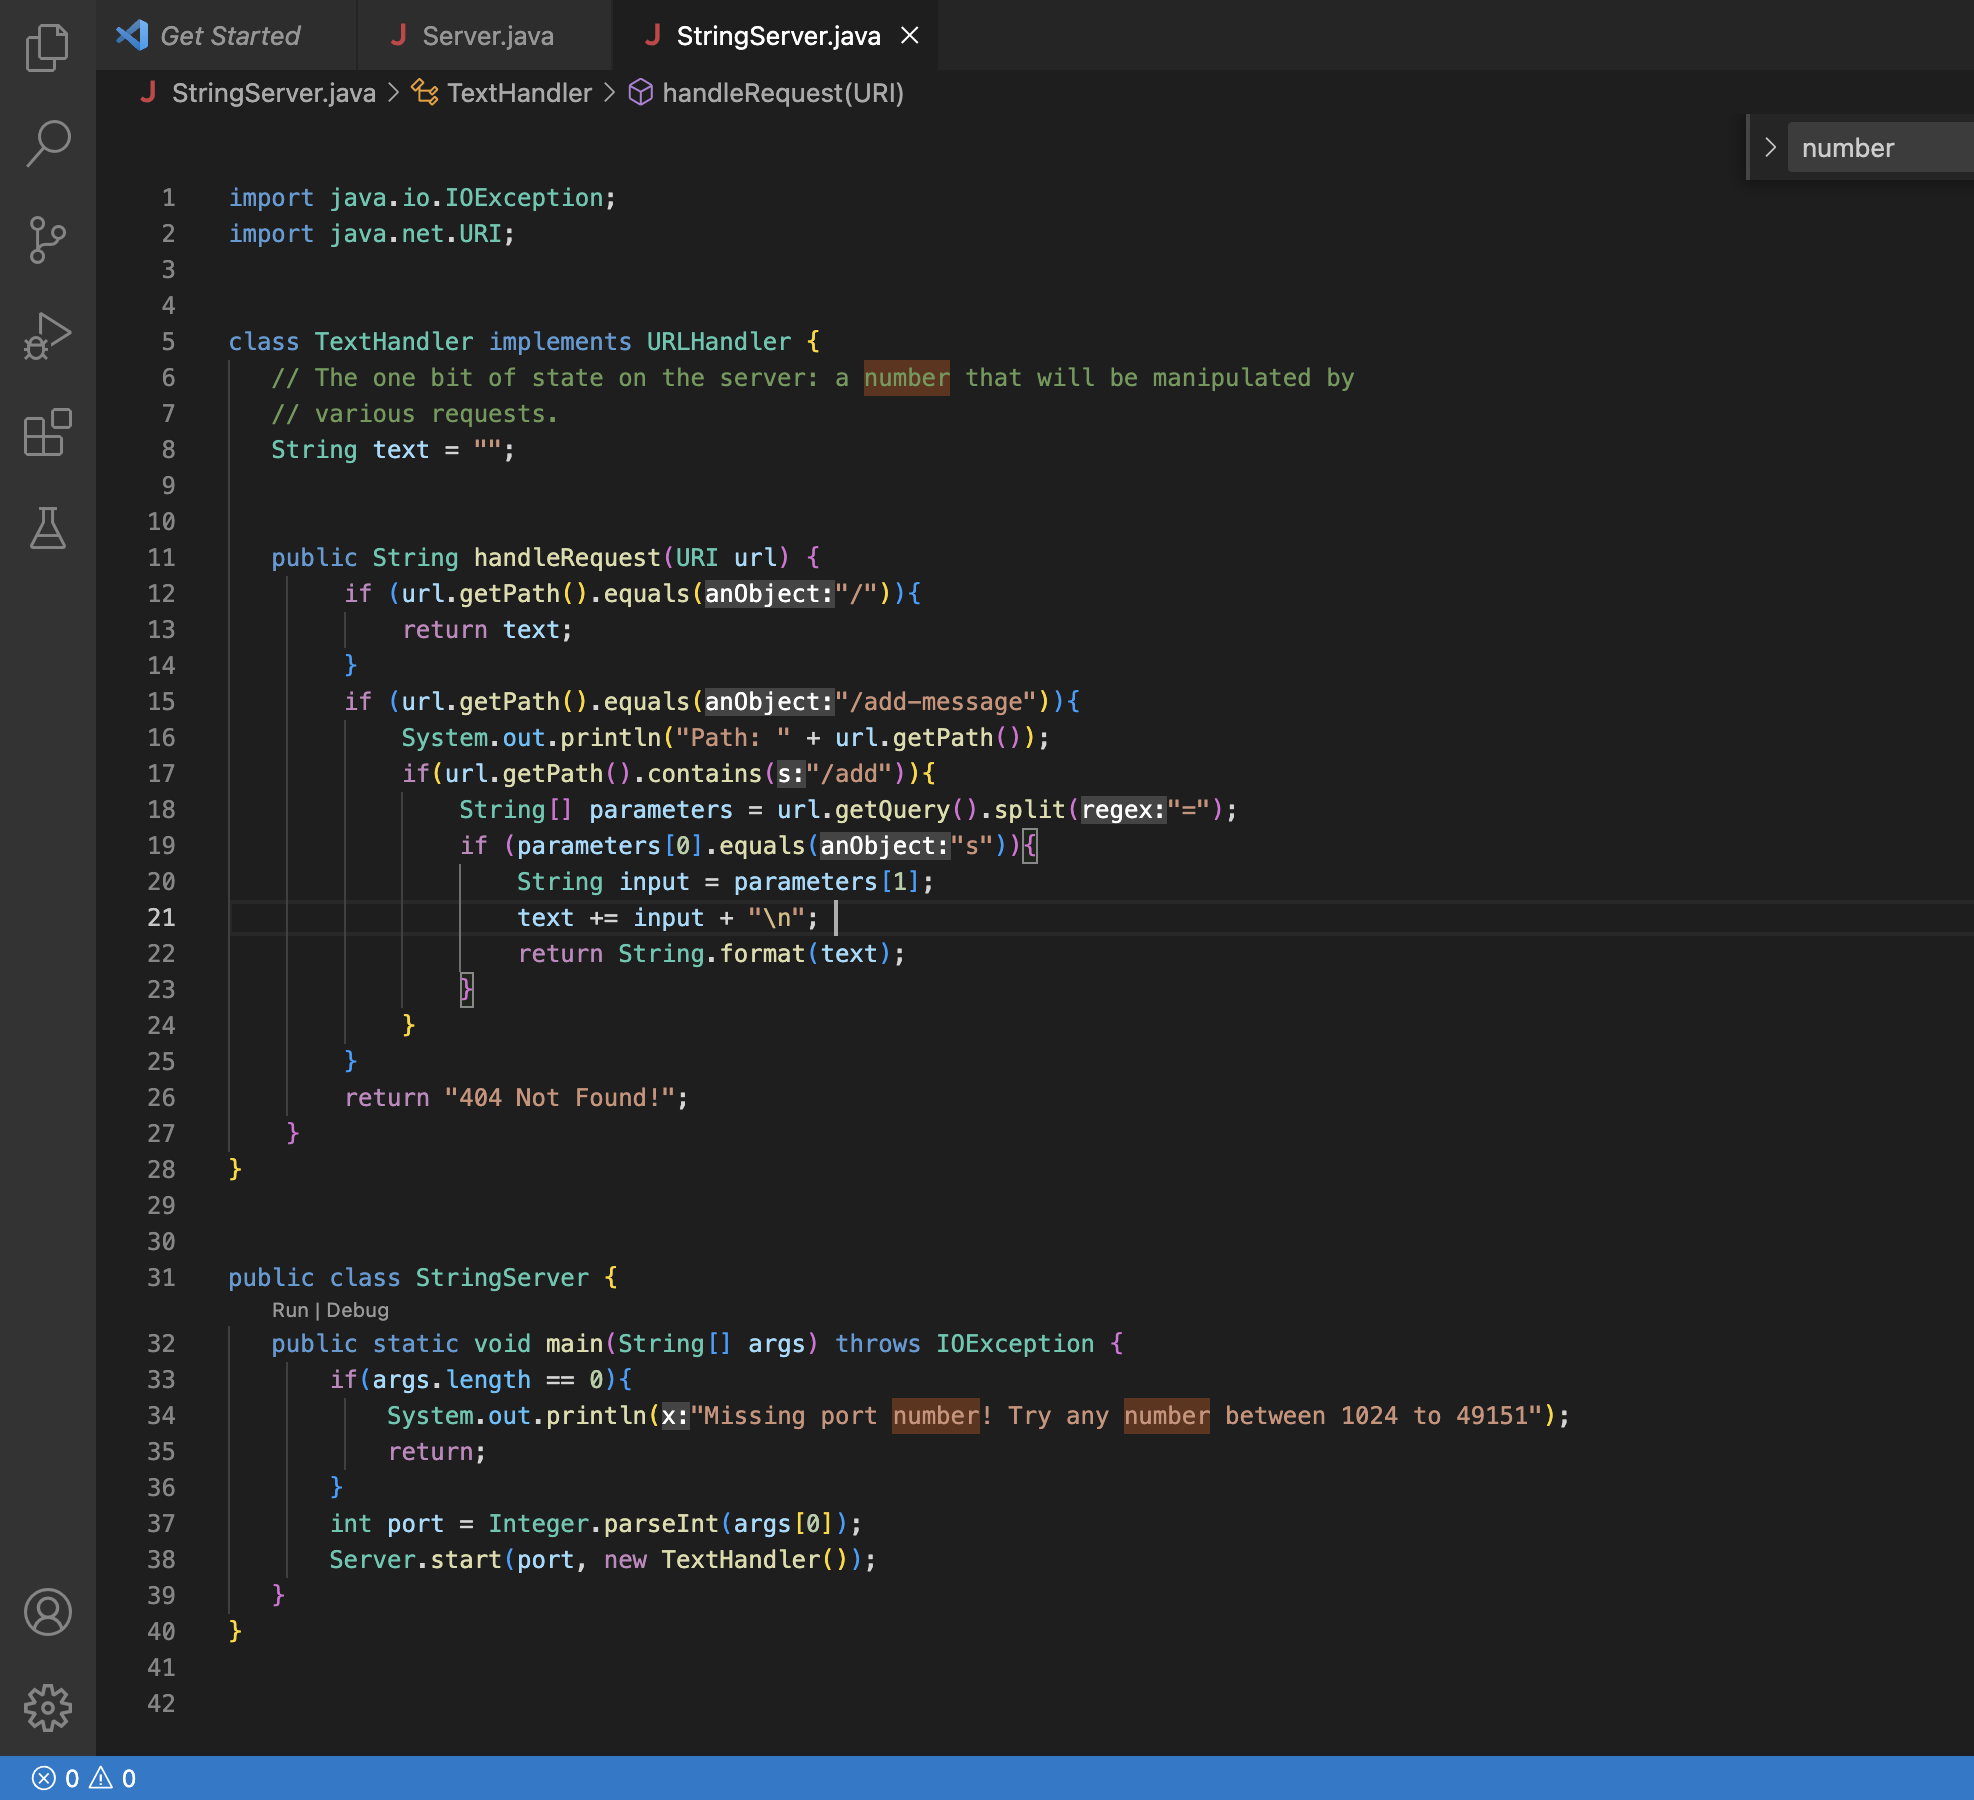 Get Started
Server.java
StringServer.java
StringServer.java > TextHandler > handleRequest(URI)
number
1 import java.io.IOException;
2 import java.net.URI;
3
4
5 class TextHandler implements URLHandler {
6 // The one bit of state on the server: a number that will be manipulated by
7 // various requests.
8 String text = "";
9
10
11 public String handleRequest(URI url) {
12 if (url.getPath().equals(anObject:"/")){
13 return text;
14 }
15 if (url.getPath().equals(anObject:"/add-message")){
16 System.out.println("Path: " + url.getPath());
17 if(url.getPath().contains(s:"/add")){
18 String[] parameters = url.getQuery().split(regex:"=");
19 if (parameters[0].equals(anObject:"s")){
20 String input = parameters[1];
21 text += input + "\n";
22 return String.format(text);
23 }
24 }
25 }
26 return "404 Not Found!";
27 }
28 }
29
30
31 public class StringServer {
Run | Debug
32 public static void main(String[] args) throws IOException {
33 if(args.length == 0){
34 System.out.println(x:"Missing port number! Try any number between 1024 to 49151");
35 return;
36 }
37 int port = Integer.parseInt(args[0]);
38 Server.start(port, new TextHandler());
39 }
40 }
41
42
0 0